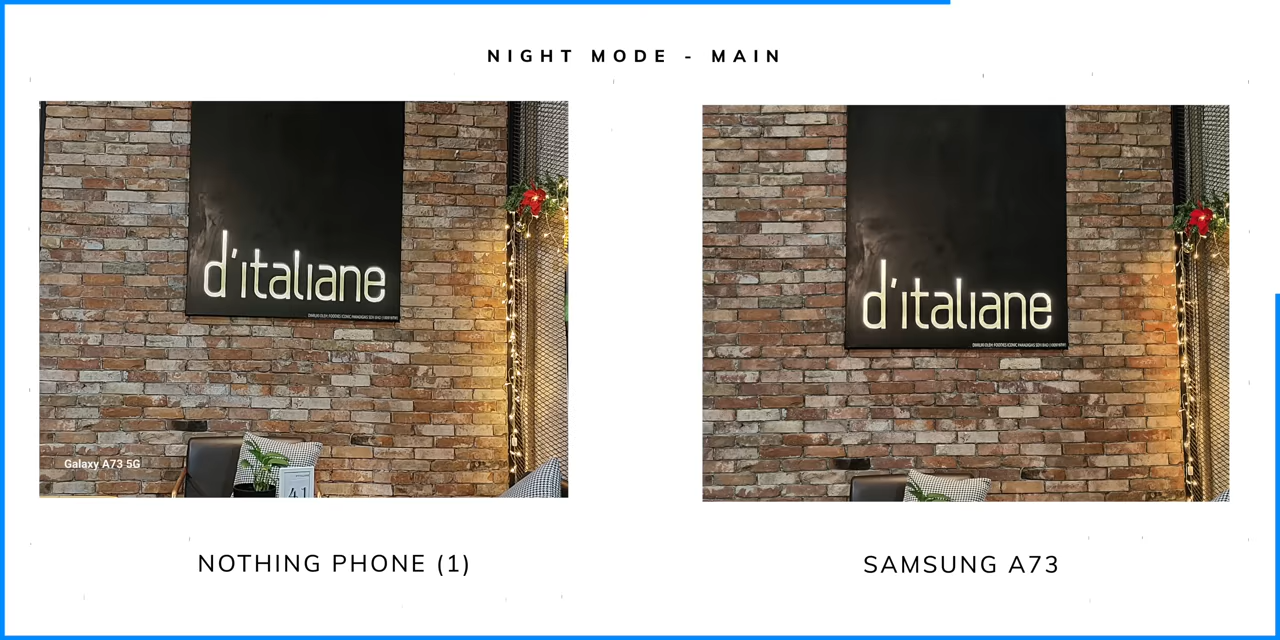 NIGHT MODE - MAIN
d'italiane
Galaxy A73 5G
41
NOTHING PHONE (1)
d'italiane
SAMSUNG A73